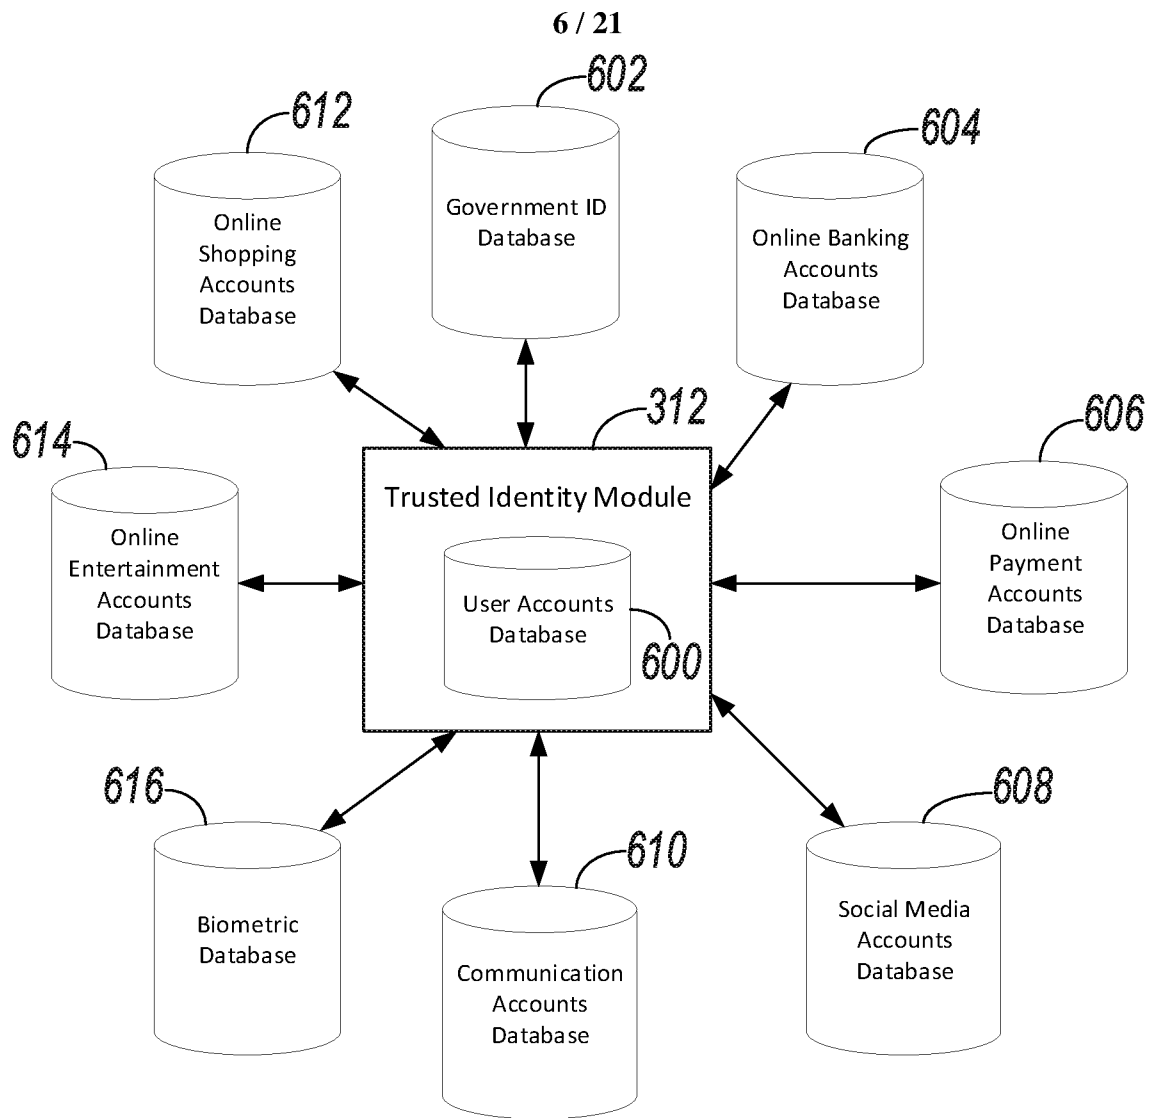 6 / 21
602
612
604
Government ID
Database
Online
Shopping
Accounts
Database
Online Banking
Accounts
Database
312
614
606
Trusted Identity Module
Online
Entertainment
Accounts
Database
User Accounts
Database
600
Online
Payment
Accounts
Database
616
608
610
Biometric
Database
Communication
Accounts
Database
Social Media
Accounts
Database